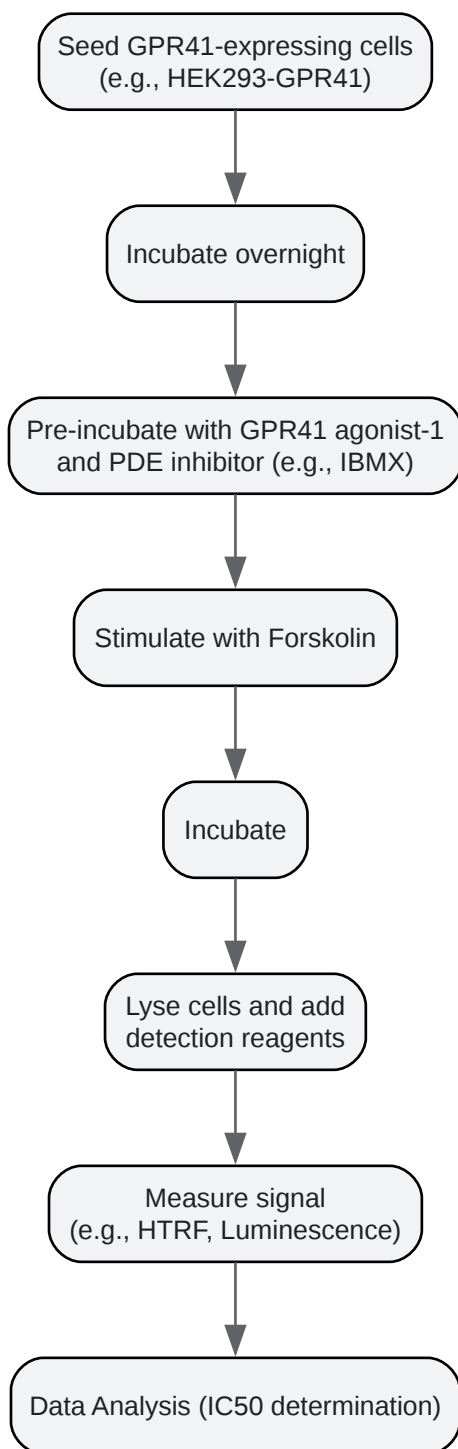 Seed GPR41-expressing cells
(e.g., HEK293-GPR41)
Incubate overnight
Pre-incubate with GPR41 agonist-1
and PDE inhibitor (e.g., IBMX)
Stimulate with Forskolin
Incubate
Lyse cells and add
detection reagents
Measure signal
(e.g., HTRF, Luminescence)
Data Analysis (IC50 determination)